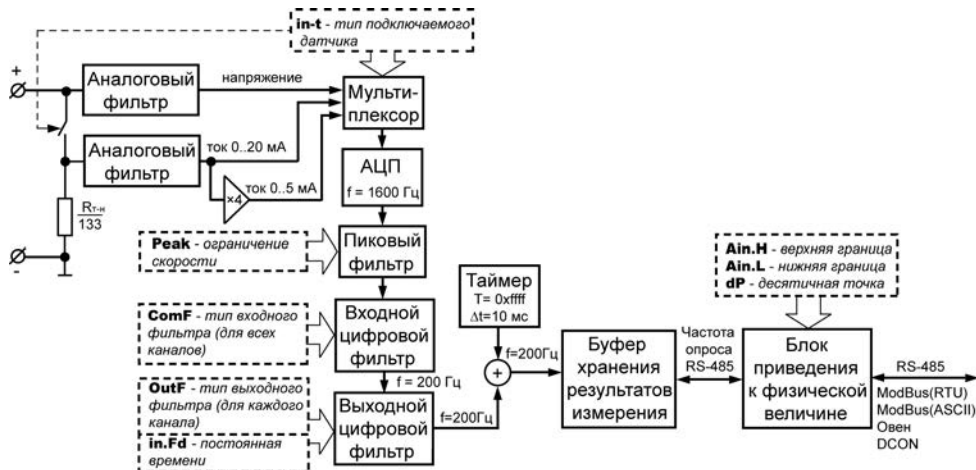 in-t - тип подключаемого
датчика
+
Аналоговый
фильтр
напряжение
Мульти-
плексор
Аналоговый
фильтр
ток 0..20 мА
×4
ток 0..5 мА
АЦП
f = 1600 Гц
Rт-н
133
-
Peak - ограничение
скорости
Пиковый
фильтр
Ain.H - верхняя граница
Ain.L - нижняя граница
dP - десятичная точка
Таймер
T= 0xffff
Δt=10 мс
ComF - тип входного
фильтра (для всех
каналов)
Входной
цифровой
фильтр
f = 200 Гц
OutF - тип выходного
фильтра (для каждого
канала)
in.Fd - постоянная
времени
Выходной
цифровой
фильтр
f=200Гц
+
f=200Гц
Буфер
хранения
результатов
измерения
Частота
опроса
RS-485
Блок
приведения
к физической
величине
RS-485
ModBus(RTU)
ModBus(ASCII)
Овен
DCON